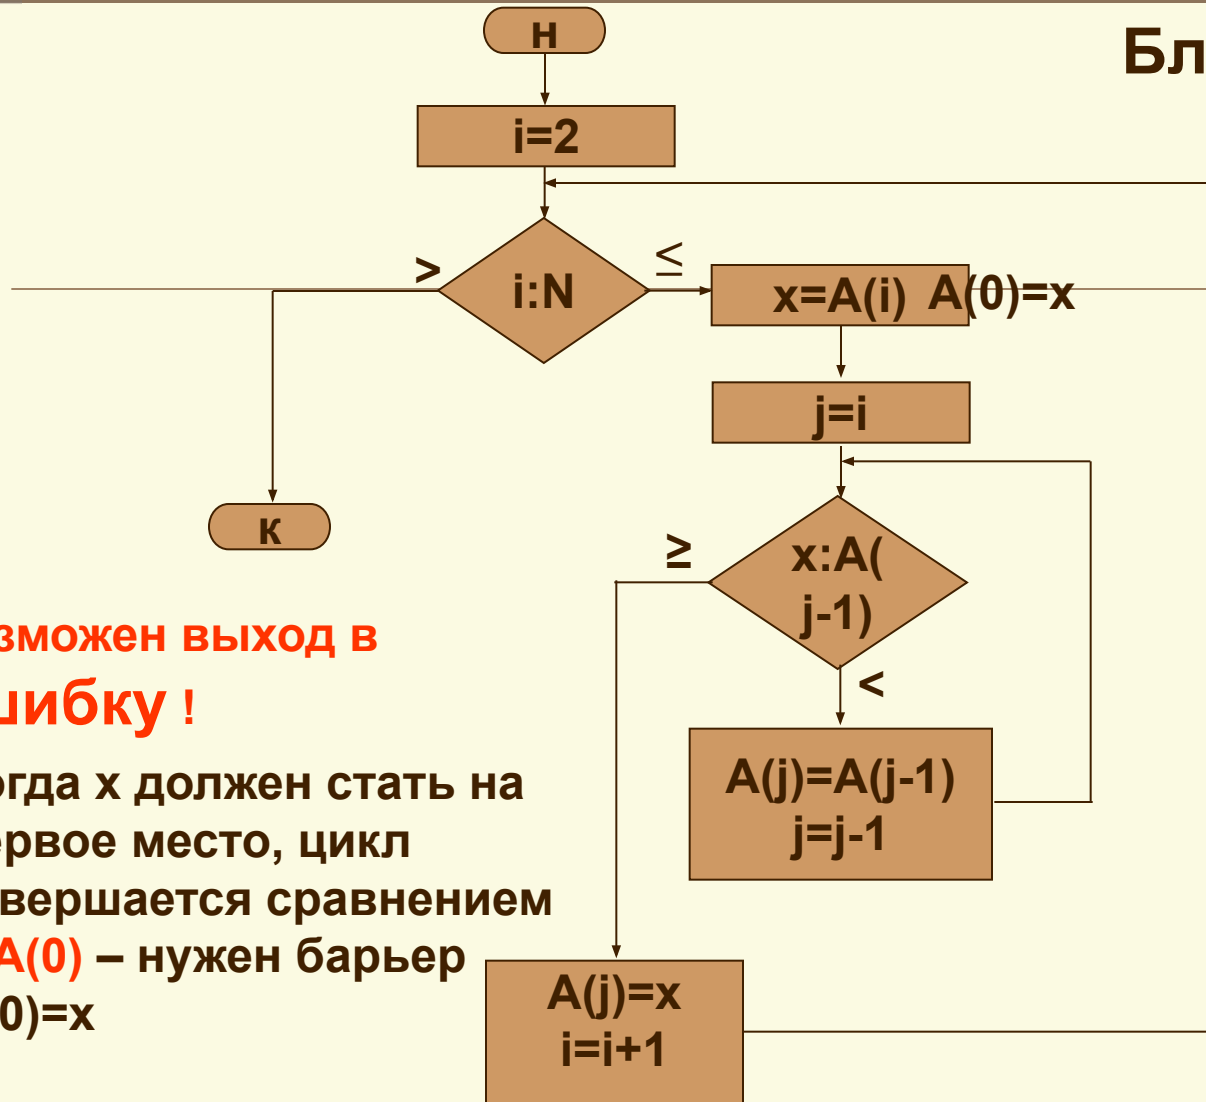 н
Бл
i=2
>
≤
i:N
x=A(i) A(0)=x
j=i
к
≥
x:A(
j-1)
<
зможен выход в
шибку !
A(j)=A(j-1)
j=j-1
огда х должен стать на
ервое место, цикл
вершается сравнением
А(0) – нужен барьер
0)=х
A(j)=x
i=i+1